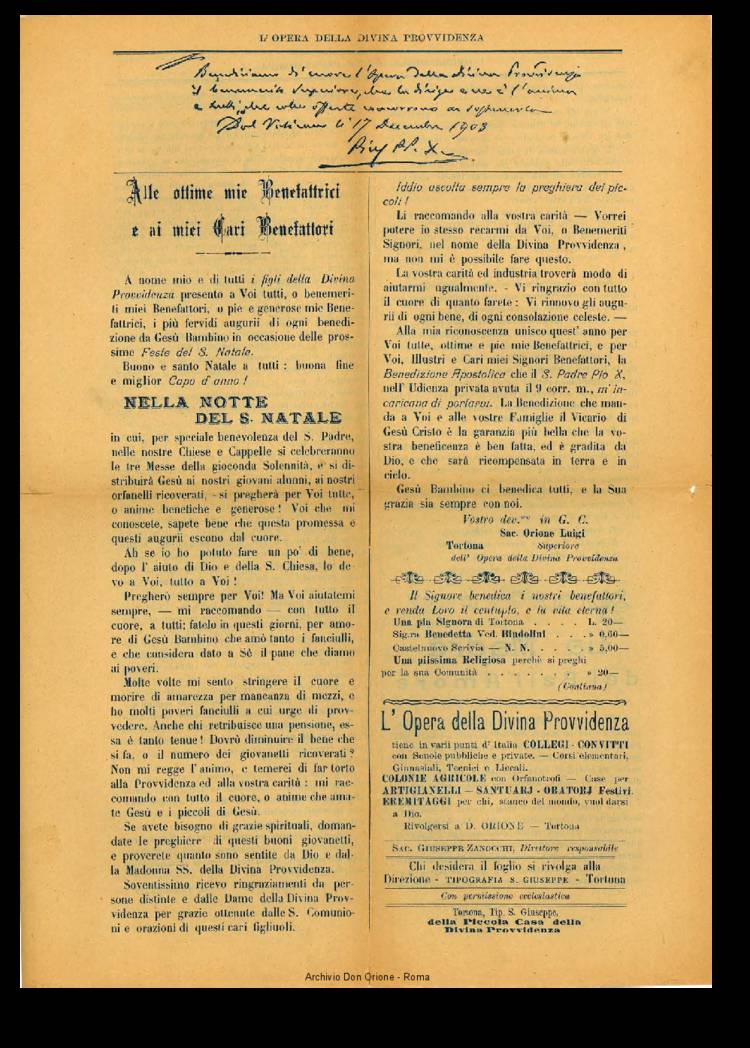 L' OPERA DELLA DIVINA PROVVIDENZA
Benediciamo di cuore l'Opera della divina Provvidenza
il benemerito Superiore, che la dirige e ne è l'anima
e tutti, che colle offerte concorrono a sostenerla
Dal Vaticano li 17 Decembre 1903
Pius PP. X.
Alle ottime mie Benefattrici
e ai miei Cari Benefattori
A nome mio e di tutti i figli della Divina
Provvidenza presento a Voi tutti, o benemeri-
ti miei Benefattori, o pie e generose mie Bene-
fattrici, i più fervidi augurii di ogni benedi-
zione da Gesù Bambino in occasione delle pros-
sime Feste del S. Natale.
Buono e santo Natale a tutti : buona fine
e miglior Capo d'anno !
NELLA NOTTE
DEL S. NATALE
in cui, per speciale benevolenza del S. Padre,
nelle nostre Chiese e Cappelle si celebreranno
le tre Messe della gioconda Solennità, e si di-
stribuirà Gesù ai nostri giovani alunni, ai nostri
orfanelli ricoverati, - si pregherà per Voi tutte,
o anime benefiche e generose ! Voi che mi
conoscete, sapete bene che questa promessa e
questi augurii escono dal cuore.
Ah se io ho potuto fare un po' di bene,
dopo l' aiuto di Dio e della S. Chiesa, lo de-
vo a Voi, tutto a Voi !
Pregherò sempre per Voi! Ma Voi aiutatemi
sempre, — mi raccomando — con tutto il
cuore, a tutti; fatelo in questi giorni, per amo-
re di Gesù Bambino che amò tanto i fanciulli,
e che considera dato a Sè il pane che diamo
ai poveri.
Molte volte mi sento stringere il cuore e
morire di amarezza per mancanza di mezzi, e
ho molti poveri fanciulli a cui urge di prov-
vedere. Anche chi retribuisce una pensione, es-
sa è tanto tenue ! Dovrò diminuire il bene che
si fa, o il numero dei giovanetti ricoverati ?
Non mi regge l'animo, e temerei di far torto
alla Provvidenza ed alla vostra carità : mi rac-
comando con tutto il cuore, o anime che ama-
te Gesù e i piccoli di Gesù.
Se avete bisogno di grazie spirituali, doman-
date le preghiere di questi buoni giovanetti,
e proverete quanto sono sentite da Dio e dal-
la Madonna SS. della Divina Provvidenza.
Soventissimo ricevo ringraziamenti da per-
sone distinte e dalle Dame della Divina Prov-
videnza per grazie ottenute dalle S. Comunio-
ni e orazioni di questi cari figliuoli.
Iddio ascolta sempre la preghiera dei pic-
coli !
Li raccomando alla vostra carità — Vorrei
potere io stesso recarmi da Voi, o Benemeriti
Signori, nel nome della Divina Provvidenza ,
ma non mi è possibile fare questo.
La vostra carità ed industria troverà modo di
aiutarmi ugualmente. - Vi ringrazio con tutto
il cuore di quanto farete : Vi rinnovo gli augu-
rii di ogni bene, di ogni consolazione celeste. —
Alla mia riconoscenza unisco quest' anno per
Voi tutte, ottime e pie mie Benefattrici, e per
Voi, Illustri e Cari miei Signori Benefattori, la
Benedizione Apostolica che il S. Padre Pio X,
nell' Udienza privata avuta il 9 corr. m., m'in-
caricana di portarvi. La Benedizione che man-
da a Voi e alle vostre Famiglie il Vicario di
Gesù Cristo è la garanzia più bella che la vo-
stra beneficenza è ben fatta, ed è gradita da
Dio, e che sarà ricompensata in terra e in
cielo.
Gesù Bambino ci benedica tutti, e la Sua
grazia sia sempre con noi.
Vostro dev.mo in G. C.
Sac. Orione Luigi
Tortona Superiore
dell' Opera della Divina Provvidenza
Il Signore benedica i nostri benefattori,
e renda Loro il centuplo, e la vita eterna !
Una pia Signora di Tortona . . . L. 20—
Sig.ra Benedetta Ved. Bindolini . . . » 0,60—
Castelnuovo Scrivia — N. N. . . . . » 5,00—
Una piissima Religiosa perchè si preghi
per la sua Comunità . . . . . . . » 20—
(Continua)
L' Opera della Divina Provvidenza
tiene in varii punti d' Italia COLLEGI - CONVITTI
con Scuole pubbliche e private. — Corsi elementari,
Ginnasiali, Tecnici e Liceali.
COLONIE AGRICOLE con Orfanotrofi — Case per
ARTIGIANELLI — SANTUARJ - ORATORJ Festivi.
EREMITAGGI per chi, stanco del mondo, vuol darsi
a Dio.
Rivolgersi a D. ORIONE — Tortona
SAC. GIUSEPPE ZANOCCHI, Direttore responsabile
Chi desidera il foglio si rivolga alla
Direzione - TIPOGRAFIA S. GIUSEPPE - Tortona
Con permissione ecclesiastica
Tortona, Tip. S. Giuseppe.
della Piccola Casa della
Divina Provvidenza
Archivio Don Orione - Roma